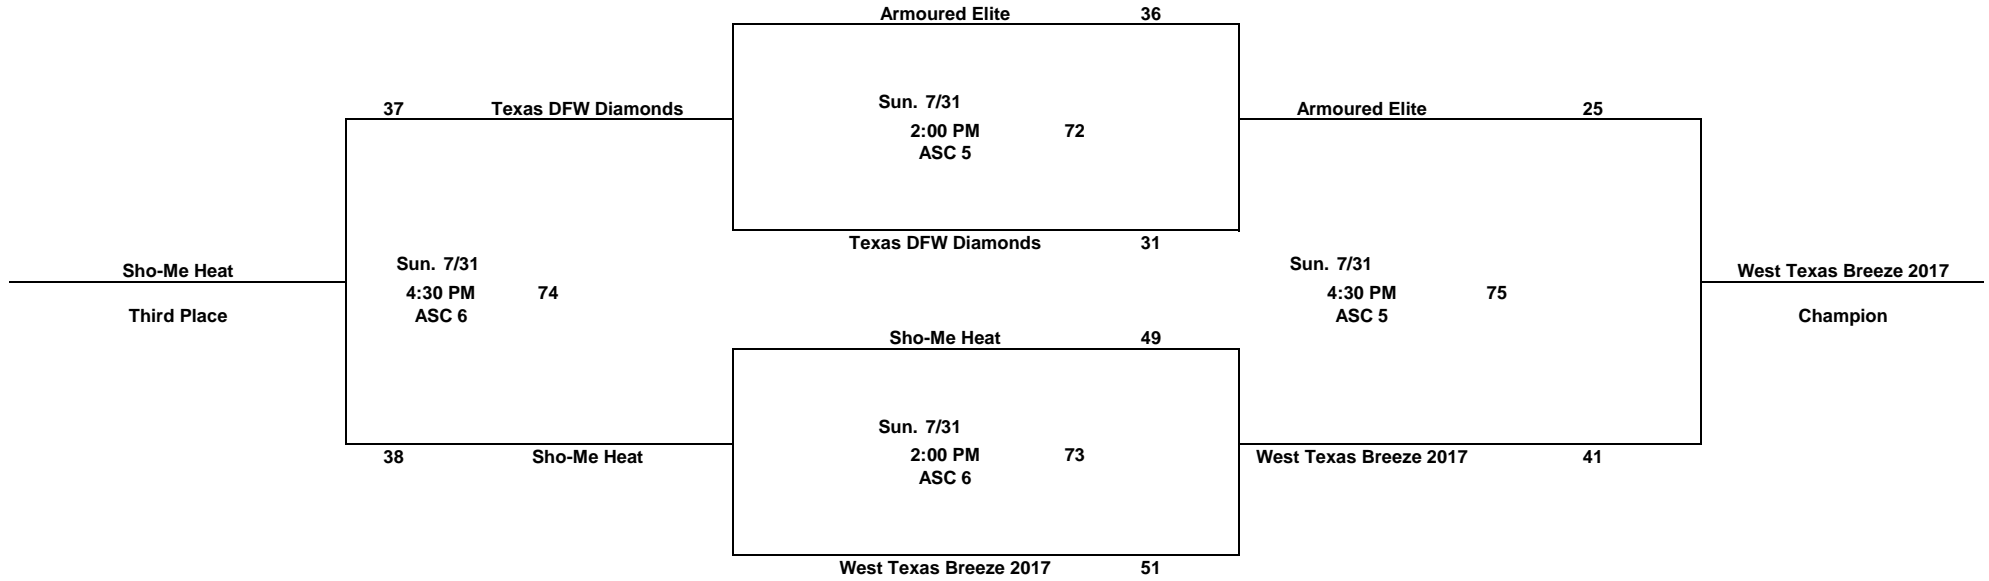 Armoured Elite 36
37 Texas DFW Diamonds
Sun. 7/31
2:00 PM 72
ASC 5
Armoured Elite 25
Texas DFW Diamonds 31
Sho-Me Heat
Third Place
Sun. 7/31
4:30 PM 74
ASC 6
Sun. 7/31
4:30 PM 75
ASC 5
West Texas Breeze 2017
Champion
Sho-Me Heat 49
38 Sho-Me Heat
Sun. 7/31
2:00 PM 73
ASC 6
West Texas Breeze 2017 41
West Texas Breeze 2017 51